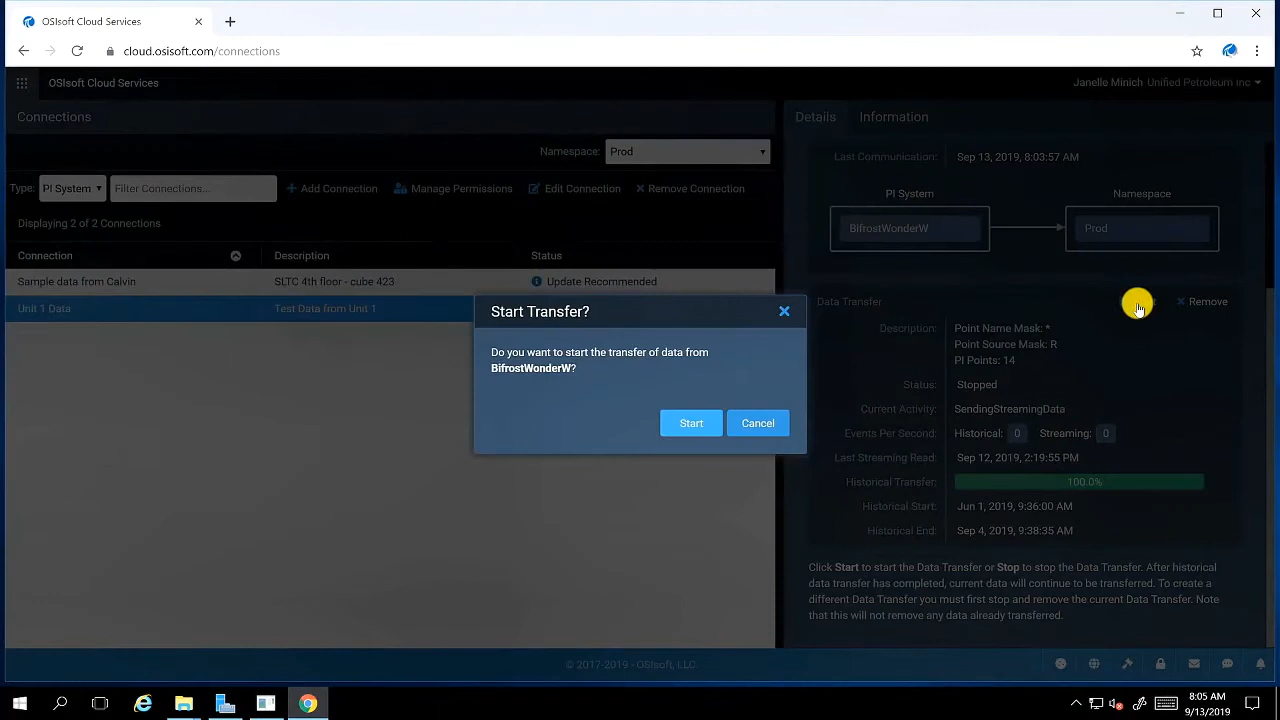 OSIsoft Cloud Services
cloud.osisoft.com/connections
OSIsoft Cloud Services
Janelle Minich Unified Petroleum Inc
Connections
Details Information
Namespace: Prod
Last Communication: Sep 13, 2019, 8:03:57 AM
Type: PI System Filter Connections... Add Connection Manage Permissions Edit Connection Remove Connection
PI System Namespace
Displaying 2 of 2 Connections
BifrostWonderW Prod
Connection Description Status
Sample data from Calvin SLTC 4th floor - cube 423 Update Recommended
Unit 1 Data Test Data from Unit 1
Data Transfer Remove
Start Transfer?
Do you want to start the transfer of data from
BifrostWonderW?
Start Cancel
Description: Point Name Mask: *
Point Source Mask: R
PI Points: 14
Status: Stopped
Current Activity: SendingStreamingData
Events Per Second: Historical: 0 Streaming: 0
Last Streaming Read: Sep 12, 2019, 2:19:55 PM
Historical Transfer: 100.0%
Historical Start: Jun 1, 2019, 9:36:00 AM
Historical End: Sep 4, 2019, 9:38:35 AM
Click Start to start the Data Transfer or Stop to stop the Data Transfer. After historical
data transfer has completed, current data will continue to be transferred. To create a
different Data Transfer you must first stop and remove the current Data Transfer. Note
that this will not remove any data already transferred.
© 2017-2019 - OSIsoft, LLC
8:05 AM
9/13/2019